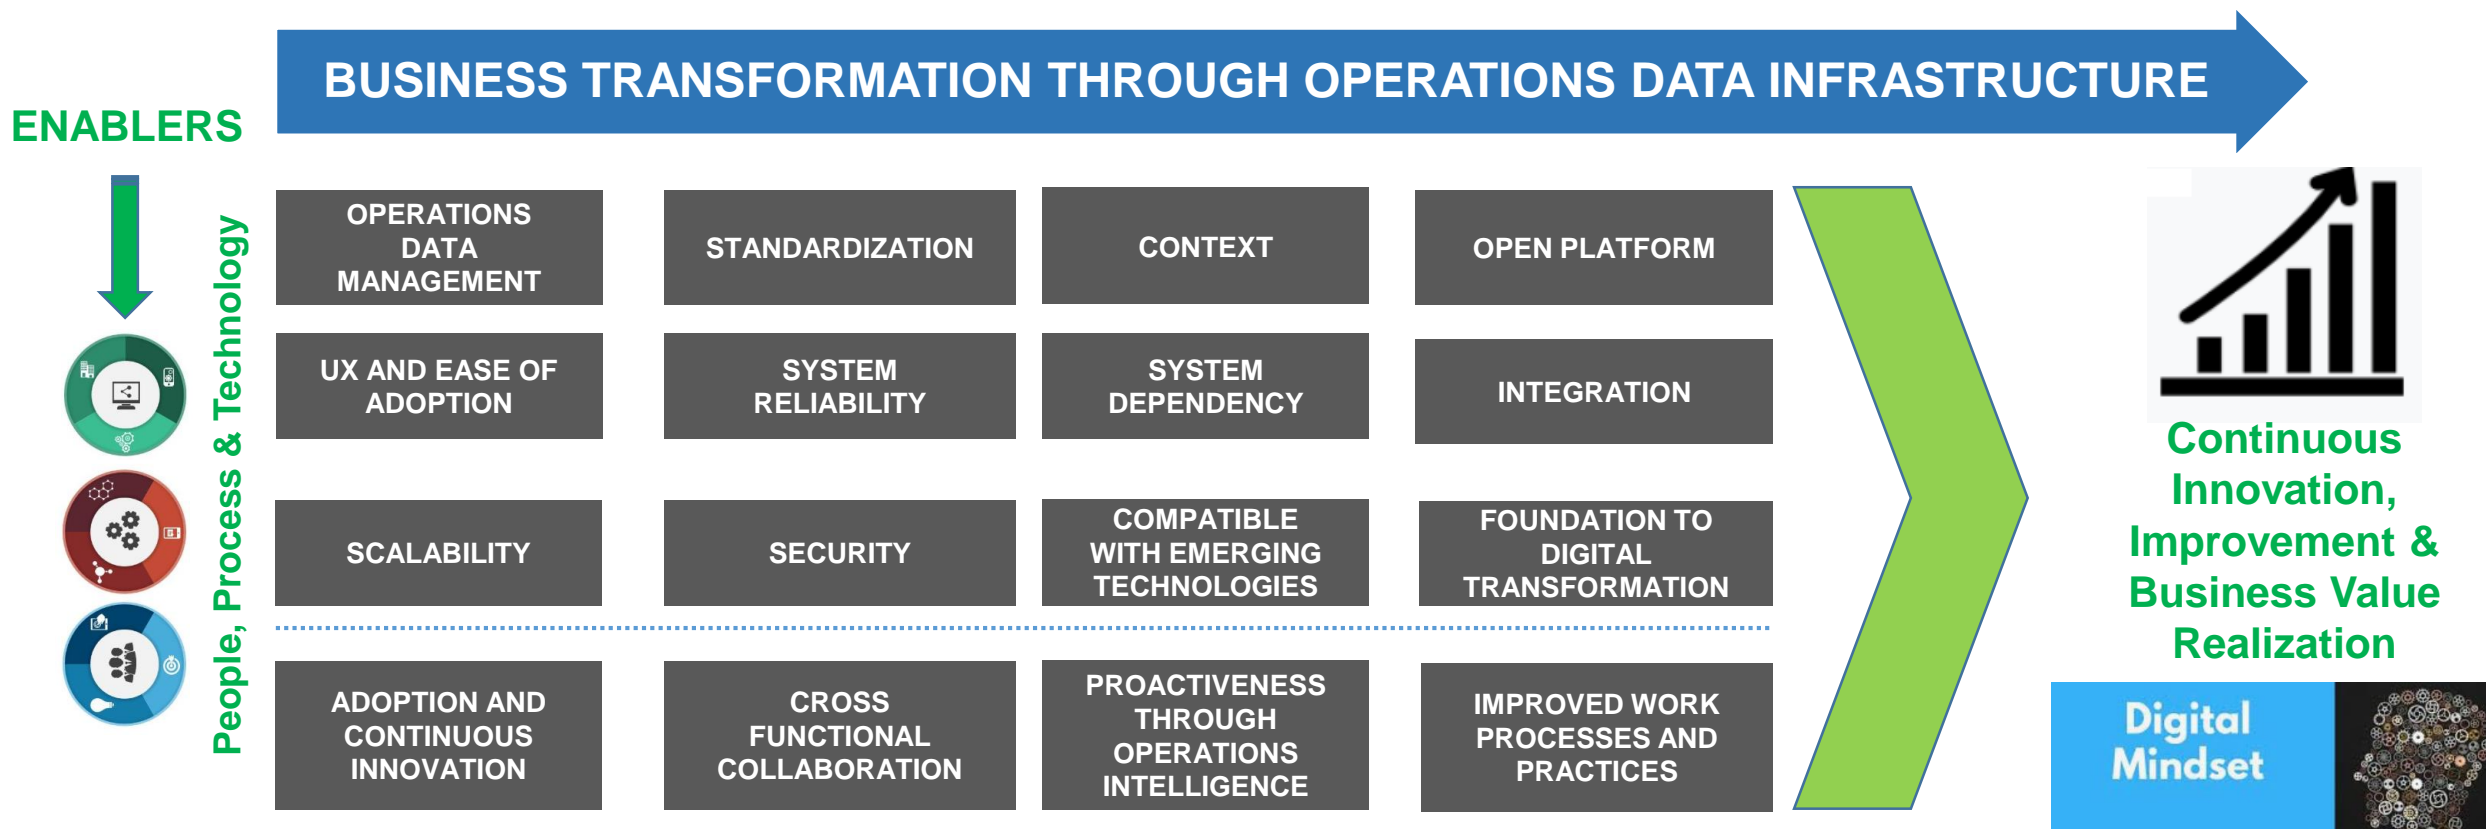 BUSINESS TRANSFORMATION THROUGH OPERATIONS DATA INFRASTRUCTURE
ENABLERS
People, Process & Technology
OPERATIONS
DATA
MANAGEMENT
STANDARDIZATION
CONTEXT
OPEN PLATFORM
UX AND EASE OF
ADOPTION
SYSTEM
RELIABILITY
SYSTEM
DEPENDENCY
INTEGRATION
SCALABILITY
SECURITY
COMPATIBLE
WITH EMERGING
TECHNOLOGIES
FOUNDATION TO
DIGITAL
TRANSFORMATION
ADOPTION AND
CONTINUOUS
INNOVATION
CROSS
FUNCTIONAL
COLLABORATION
PROACTIVENESS
THROUGH
OPERATIONS
INTELLIGENCE
IMPROVED WORK
PROCESSES AND
PRACTICES
Continuous
Innovation,
Improvement &
Business Value
Realization
Digital
Mindset